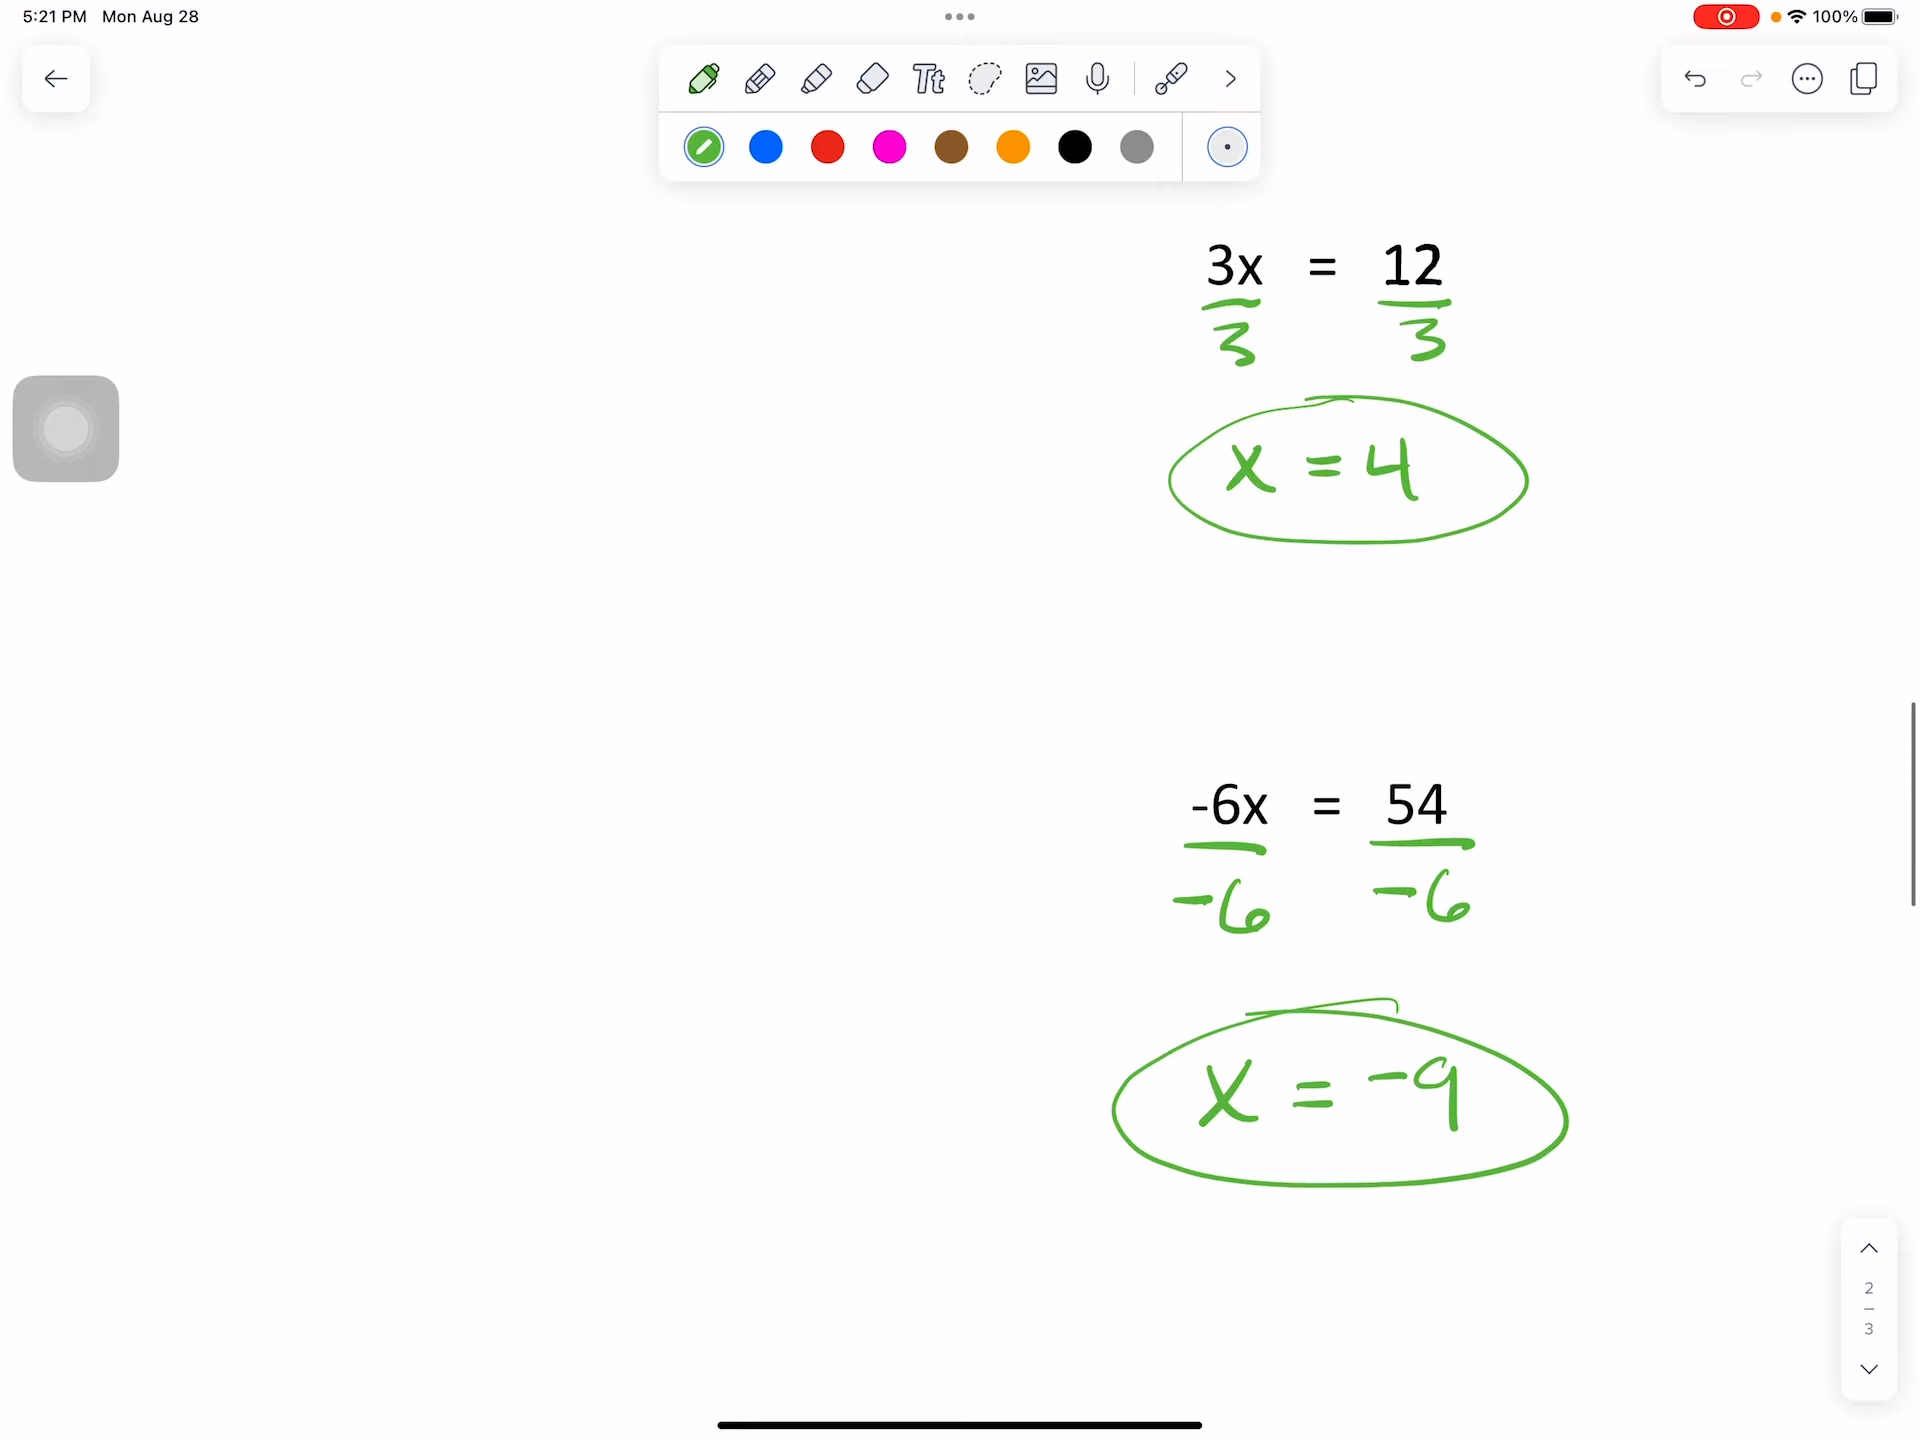 5:21 PM Mon Aug 28
100%
Tt
3x = 12
3 3
x = 4
-6x = 54
-6 -6
x = -9
2
3